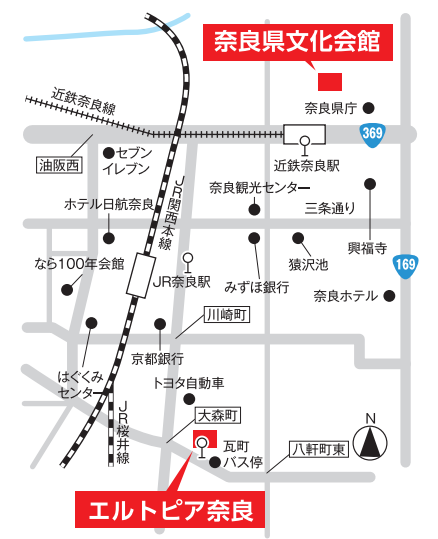 奈良県文化会館
近鉄奈良線
奈良県庁
369
油阪西
セブン
イレブン
近鉄奈良駅
JR関西本線
奈良観光センター
ホテル日航奈良
三条通り
興福寺
なら100年会館
JR奈良駅
みずほ銀行
猿沢池
169
奈良ホテル
川崎町
京都銀行
はぐくみ
センター
トヨタ自動車
JR桜井線
大森町
N
瓦町
バス停
八軒町東
エルトピア奈良